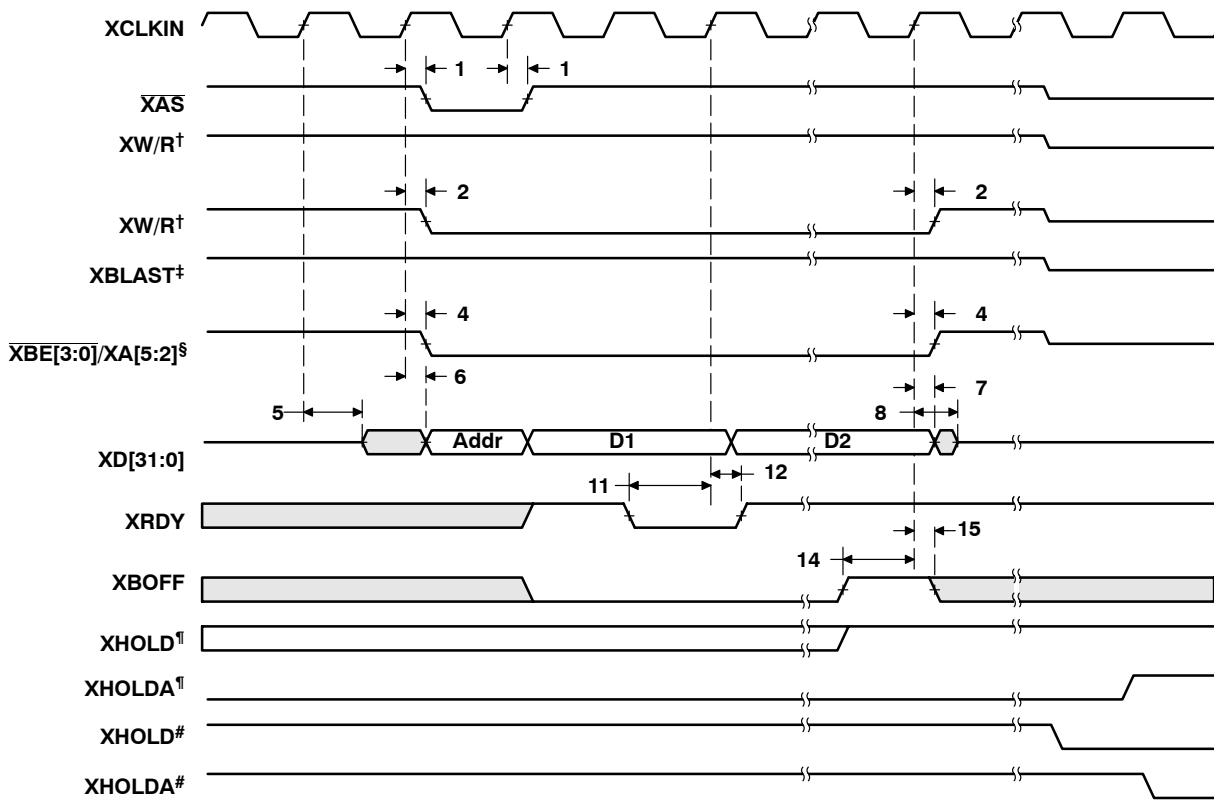 XCLKIN
1 1
XAS
XW/R†
2 2
XW/R†
XBLAST‡
4 4
XBE[3:0]/XA[5:2]§
6 7
5 8
Addr D1 D2
XD[31:0]
11 12
XRDY
15
14
XBOFF
XHOLD¶
XHOLDA¶
XHOLD#
XHOLDA#